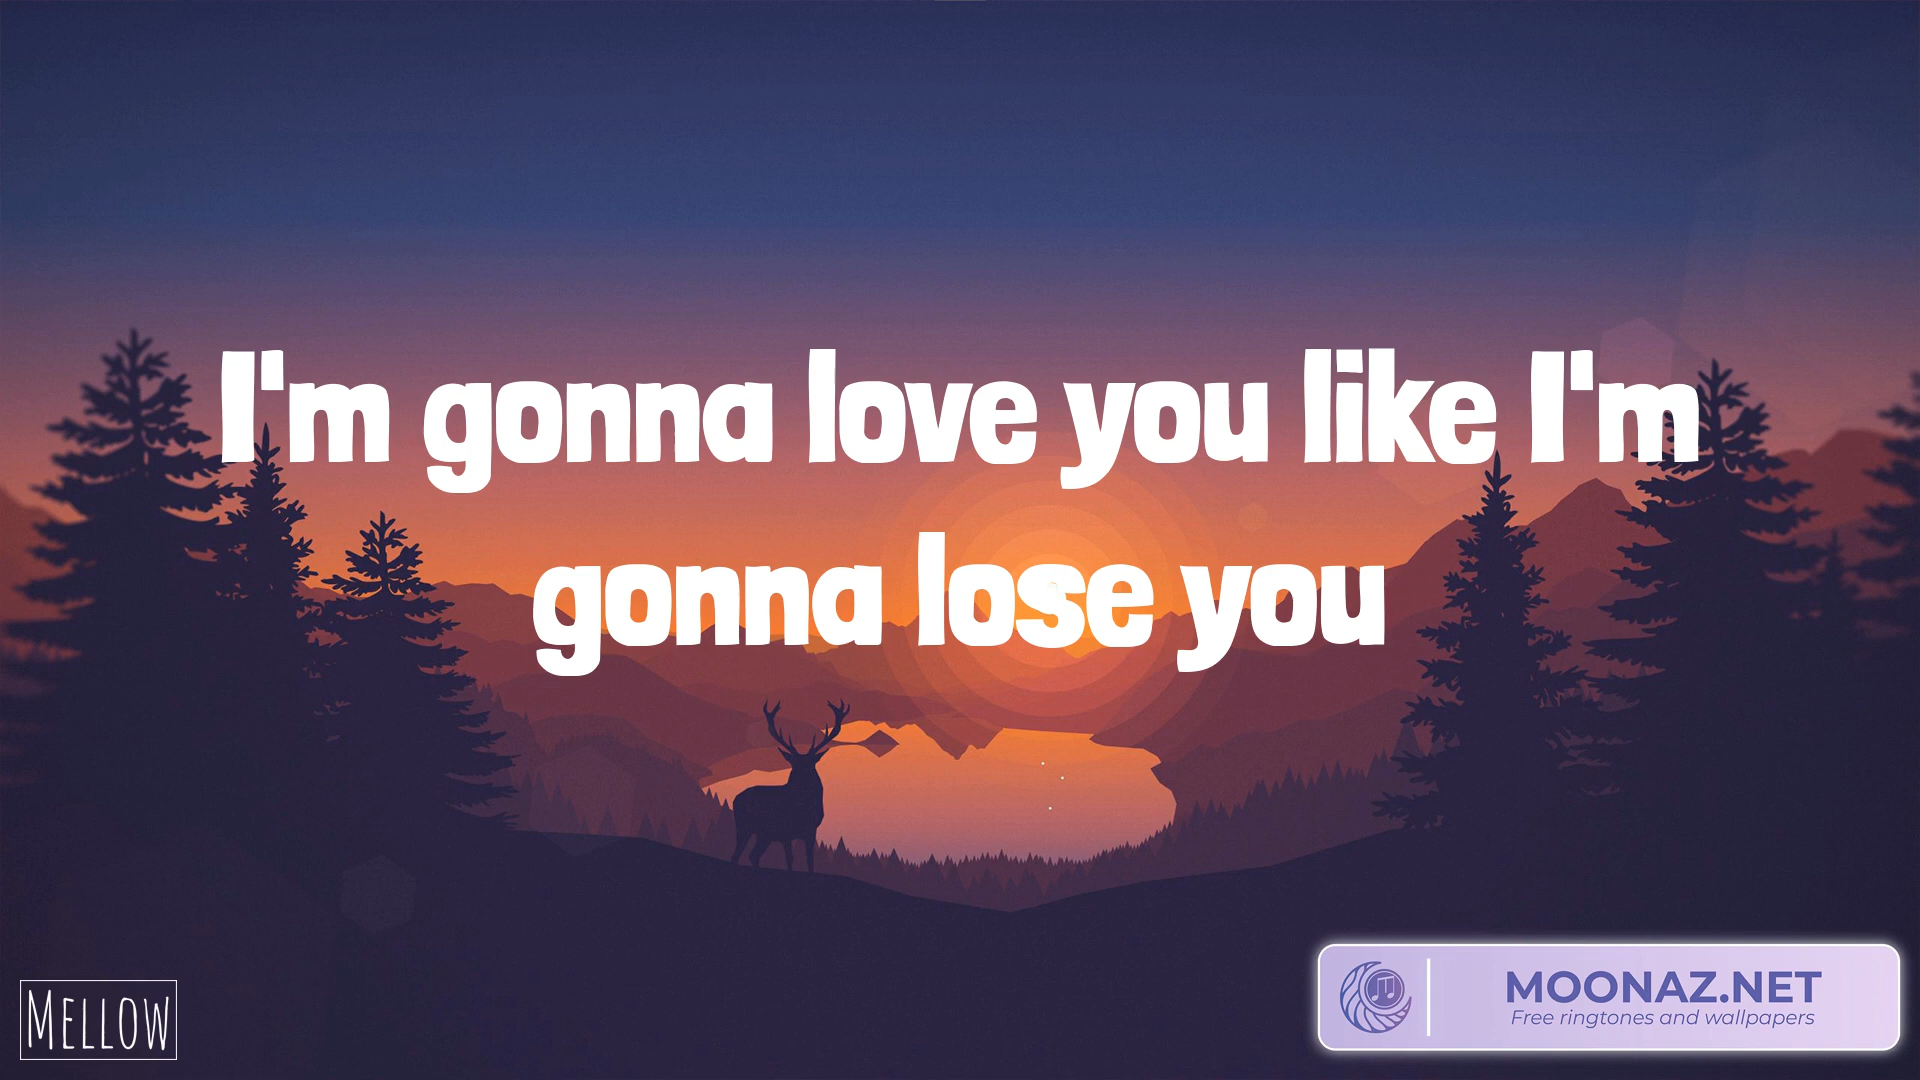 I'm gonna love you like I'm
gonna lose you
MELLOW
MOONAZ.NET
Free ringtones and wallpapers